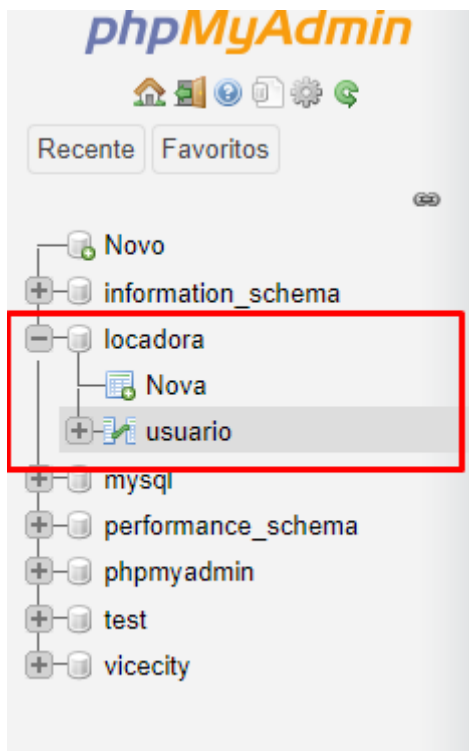 phpMyAdmin
Recente Favoritos
Novo
information_schema
locadora
Nova
usuario
mysql
performance_schema
phpmyadmin
test
vicecity